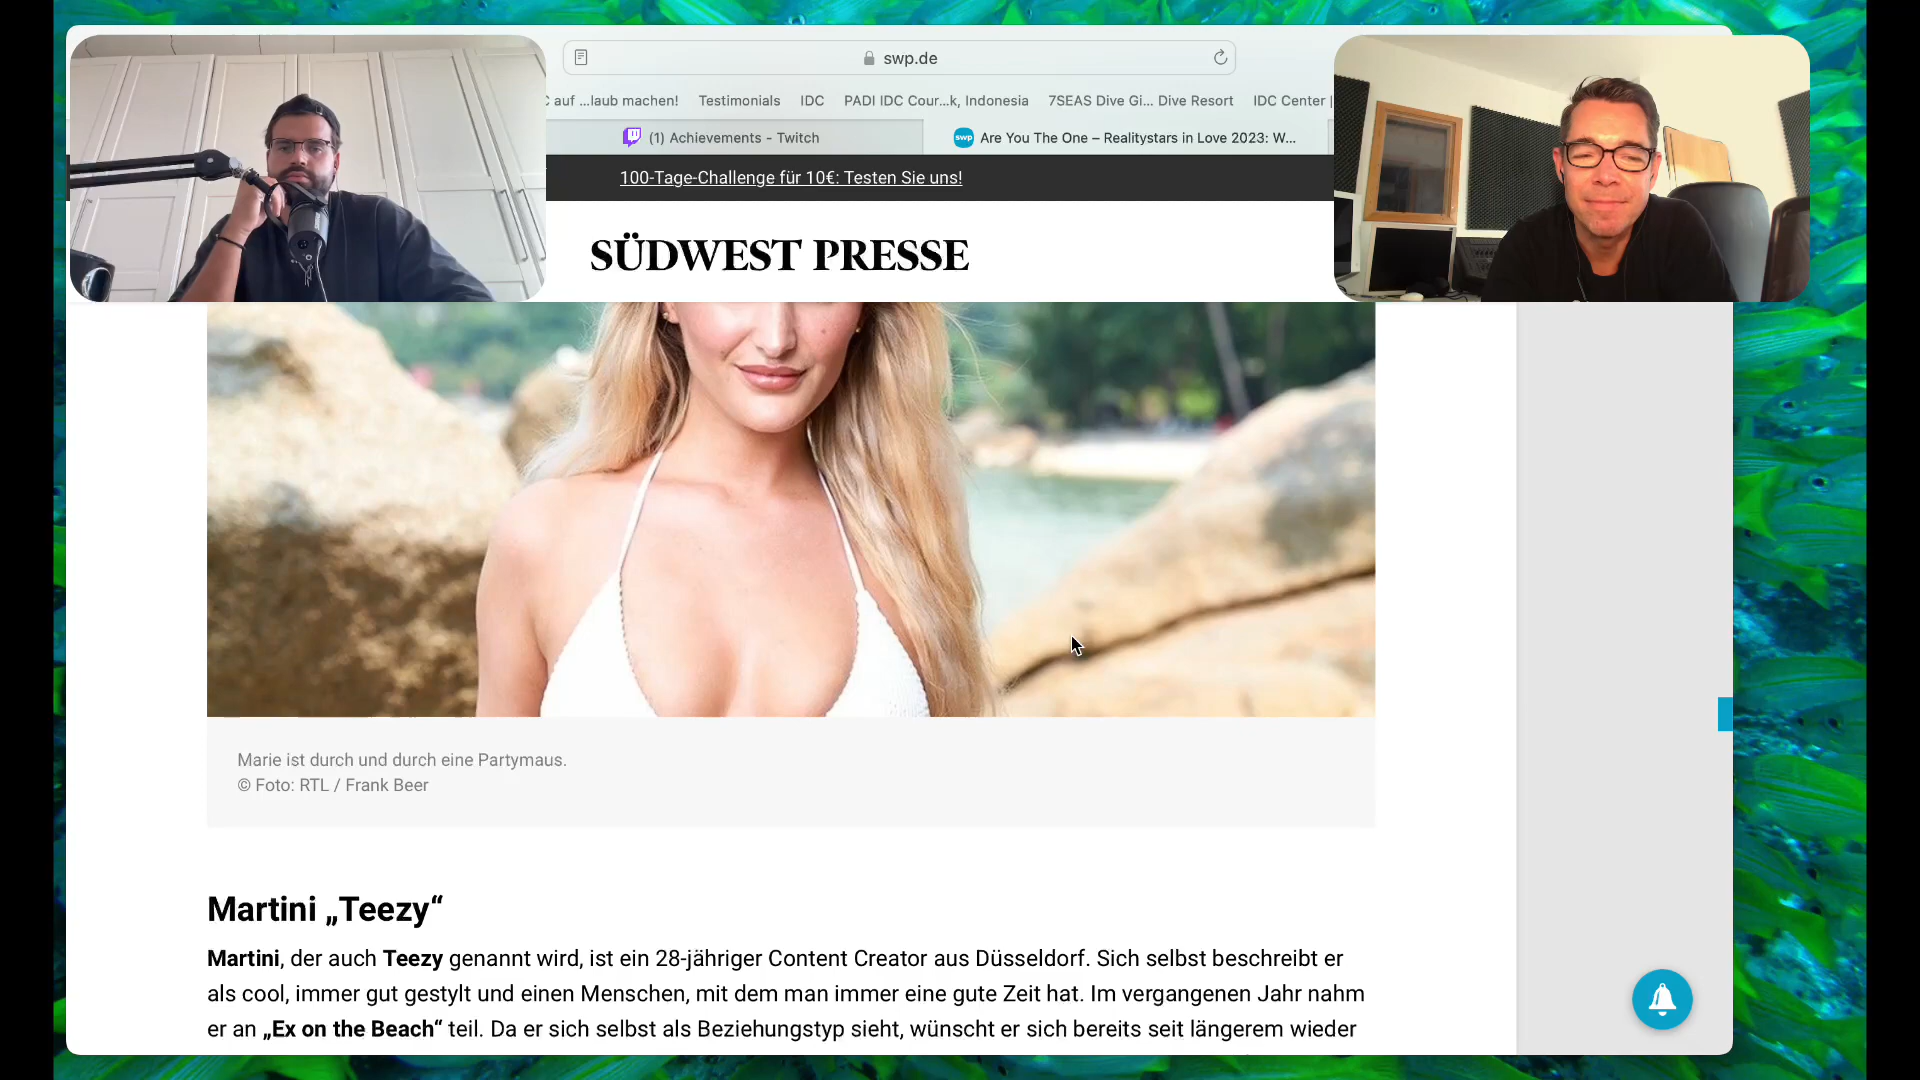 swp.de
C auf ...laub machen! Testimonials IDC PADI IDC Cour...k, Indonesia 7SEAS Dive Gi... Dive Resort IDC Center |
(1) Achievements - Twitch
swp Are You The One – Realitystars in Love 2023: W...
100-Tage-Challenge für 10€: Testen Sie uns!
SÜDWEST PRESSE
Marie ist durch und durch eine Partymaus.
© Foto: RTL / Frank Beer
Martini „Teezy“
Martini, der auch Teezy genannt wird, ist ein 28-jähriger Content Creator aus Düsseldorf. Sich selbst beschreibt er
als cool, immer gut gestylt und einen Menschen, mit dem man immer eine gute Zeit hat. Im vergangenen Jahr nahm
er an „Ex on the Beach“ teil. Da er sich selbst als Beziehungstyp sieht, wünscht er sich bereits seit längerem wieder